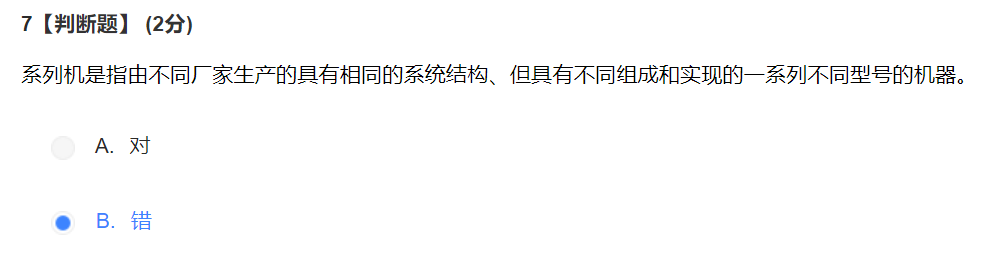 7【判断题】 (2分)
系列机是指由不同厂家生产的具有相同的系统结构、但具有不同组成和实现的一系列不同型号的机器。
A. 对
B. 错